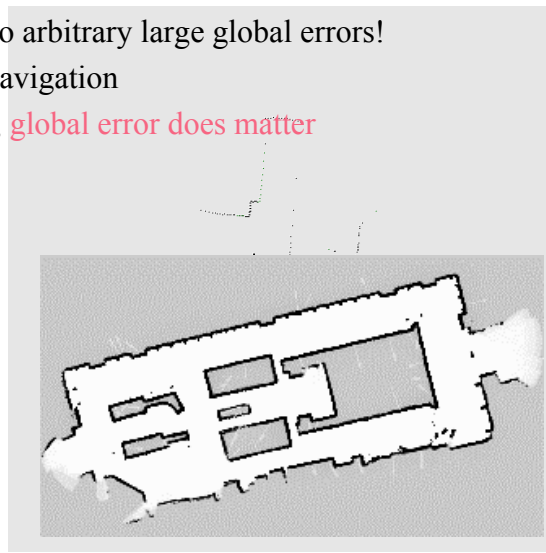 o arbitrary large global errors!
avigation
global error does matter